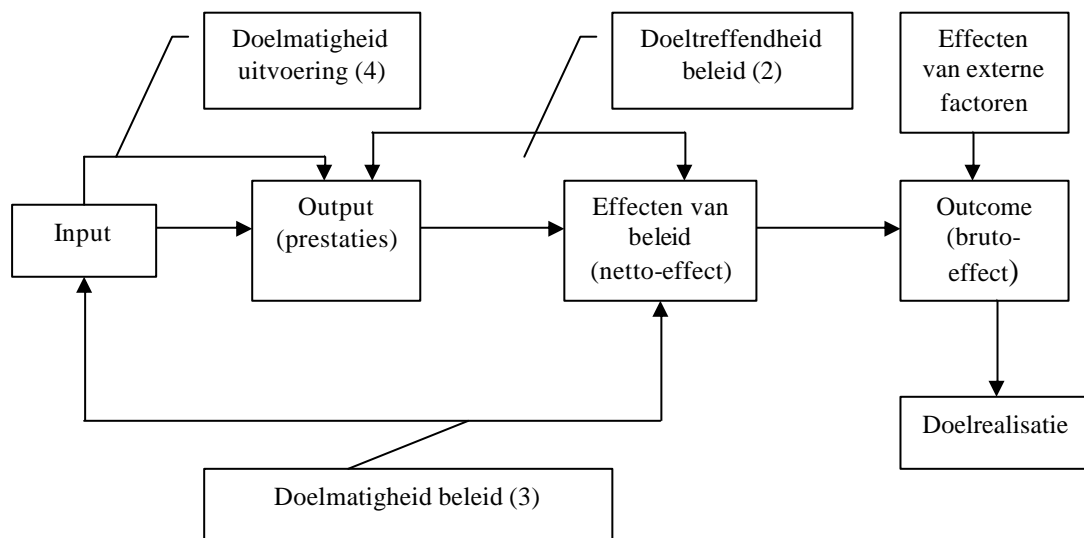 Doelmatigheid
uitvoering (4)
Doeltreffendheid
beleid (2)
Effecten
van externe
factoren
Input
Output
(prestaties)
Effecten van
beleid
(netto-effect)
Outcome
(bruto-
effect)
Doelrealisatie
Doelmatigheid beleid (3)